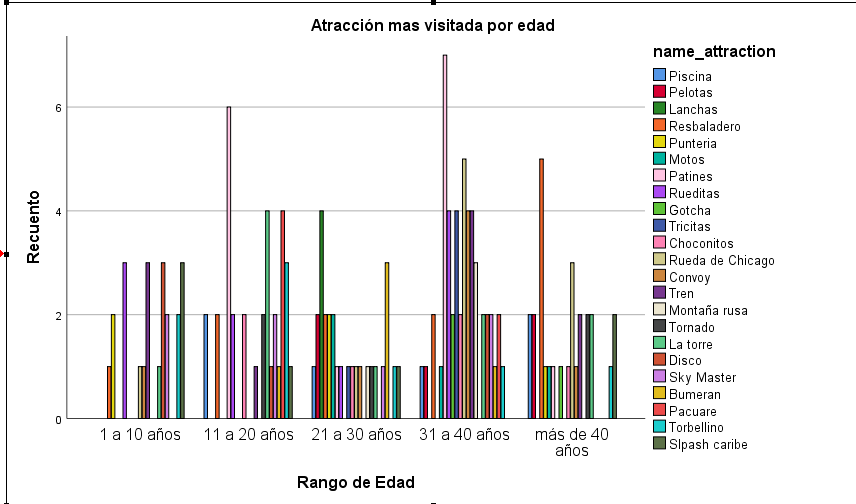 Atracción mas visitada por edad
name_attraction
Piscina
Pelotas
Lanchas
Resbaladero
Punteria
Motos
Patines
Rueditas
Gotcha
Tricitas
Choconitos
Rueda de Chicago
Convoy
Tren
Montaña rusa
Tornado
La torre
Disco
Sky Master
Bumeran
Pacuare
Torbellino
Slpash caribe
Recuento
6
4
2
0
1 a 10 años
11 a 20 años
21 a 30 años
31 a 40 años
más de 40
años
Rango de Edad